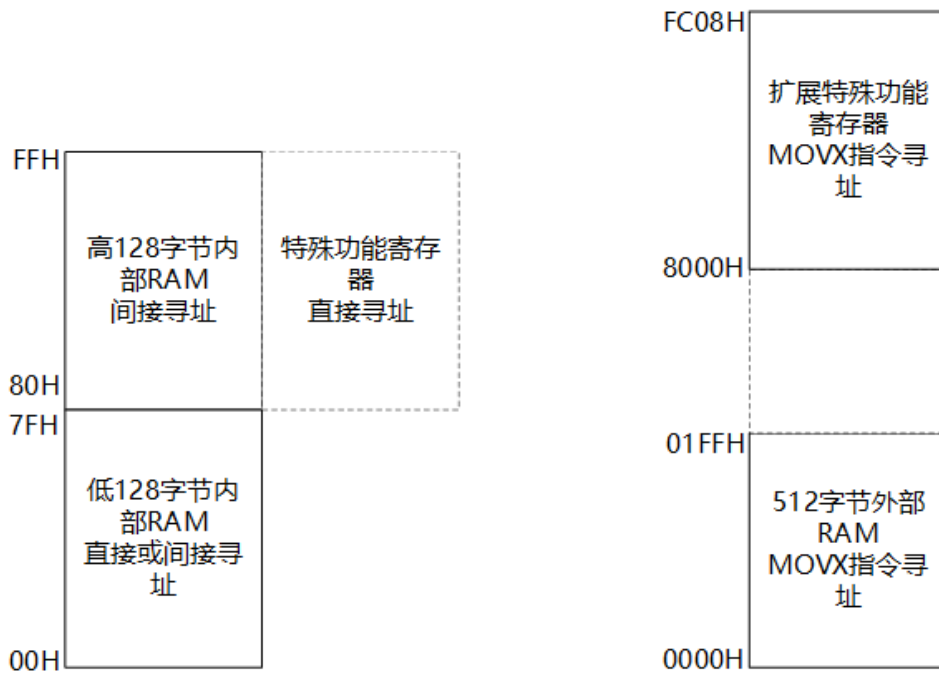 FC08H
扩展特殊功能
寄存器
MOVX指令寻
址
8000H
FFH
高128字节内
部RAM
间接寻址
特殊功能寄存
器
直接寻址
80H
7FH
低128字节内
部RAM
直接或间接寻
址
00H
01FFH
512字节外部
RAM
MOVX指令寻
址
0000H